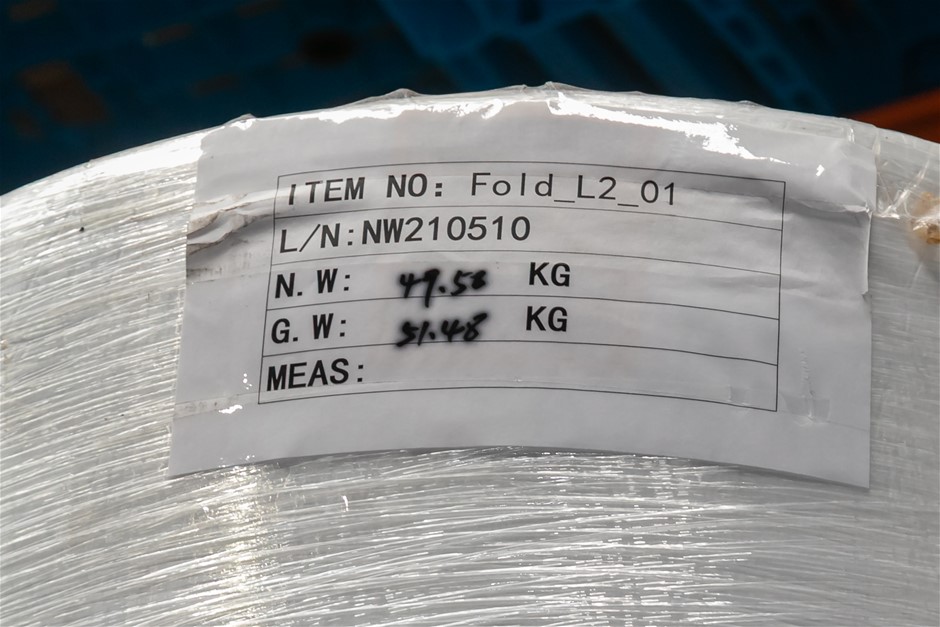 ITEM NO: Fold_L2_01
L/N:NW210510
N.W: 49.58 KG
G.W: 51.48 KG
MEAS: